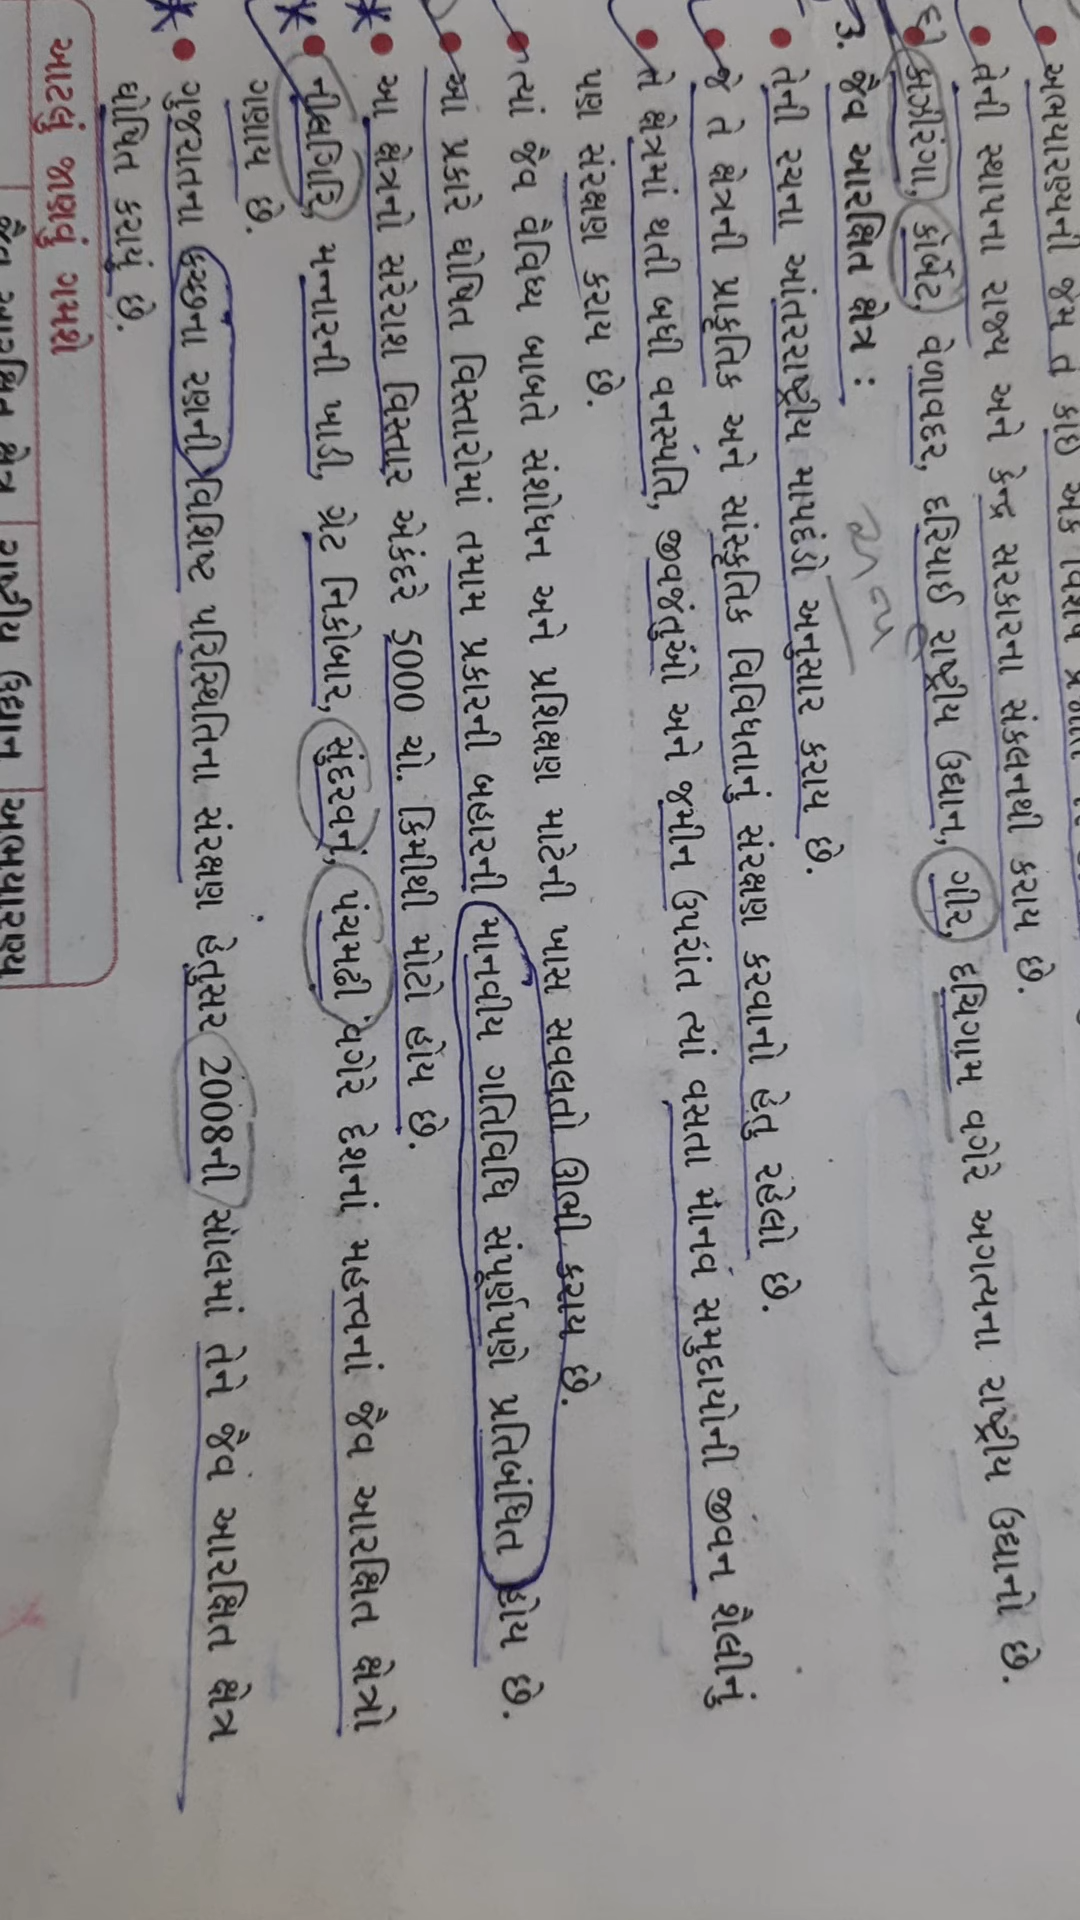 અભયારણ્યની જેમ તે કોઇ એક વિશેષ
તેની સ્થાપના રાજ્ય અને કેન્દ્ર સરકારના સંકલનથી કરાય છે.
કાઝીરંગા, કોર્બેટ, વેળાવદર, દરિયાઈ રાષ્ટ્રીય ઉદ્યાન, ગીર, દચિગામ વગેરે અગત્યના રાષ્ટ્રીય ઉદ્યાનો છે.
3. જૈવ આરક્ષિત ક્ષેત્ર :
તેની રચના આંતરરાષ્ટ્રીય માપદંડો અનુસાર કરાય છે.
જે તે ક્ષેત્રની પ્રાકૃતિક અને સાંસ્કૃતિક વિવિધતાનું સંરક્ષણ કરવાનો હેતુ રહેલો છે.
તે ક્ષેત્રમાં થતી બધી વનસ્પતિ, જીવજંતુઓ અને જમીન ઉપરાંત ત્યાં વસતા માનવ સમુદાયોની જીવન શૈલીનું
પણ સંરક્ષણ કરાય છે.
ત્યાં જૈવ વૈવિધ્ય બાબતે સંશોધન અને પ્રશિક્ષણ માટેની ખાસ સવલતો ઊભી કરાય છે.
આ પ્રકારે ઘોષિત વિસ્તારોમાં તમામ પ્રકારની બહારની માનવીય ગતિવિધિ સંપૂર્ણપણે પ્રતિબંધિત હોય છે.
આ ક્ષેત્રનો સરેરાશ વિસ્તાર એકંદરે 5000 ચો. કિમીથી મોટો હોય છે.
નીલગિરિ, મન્નારની ખાડી, ગ્રેટ નિકોબાર, સુંદરવન, પંચમઢી વગેરે દેશનાં મહત્ત્વનાં જૈવ આરક્ષિત ક્ષેત્રો
ગણાય છે.
ગુજરાતના કચ્છના રણની વિશિષ્ટ પરિસ્થિતિના સંરક્ષણ હેતુસર 2008ની સાલમાં તેને જૈવ આરક્ષિત ક્ષેત્ર
ઘોષિત કરાયું છે.
આટલું જાણવું ગમશે
જૈવ આરક્ષિત ક્ષેત્ર રાષ્ટ્રીય ઉદ્યાન અભયારણ્ય